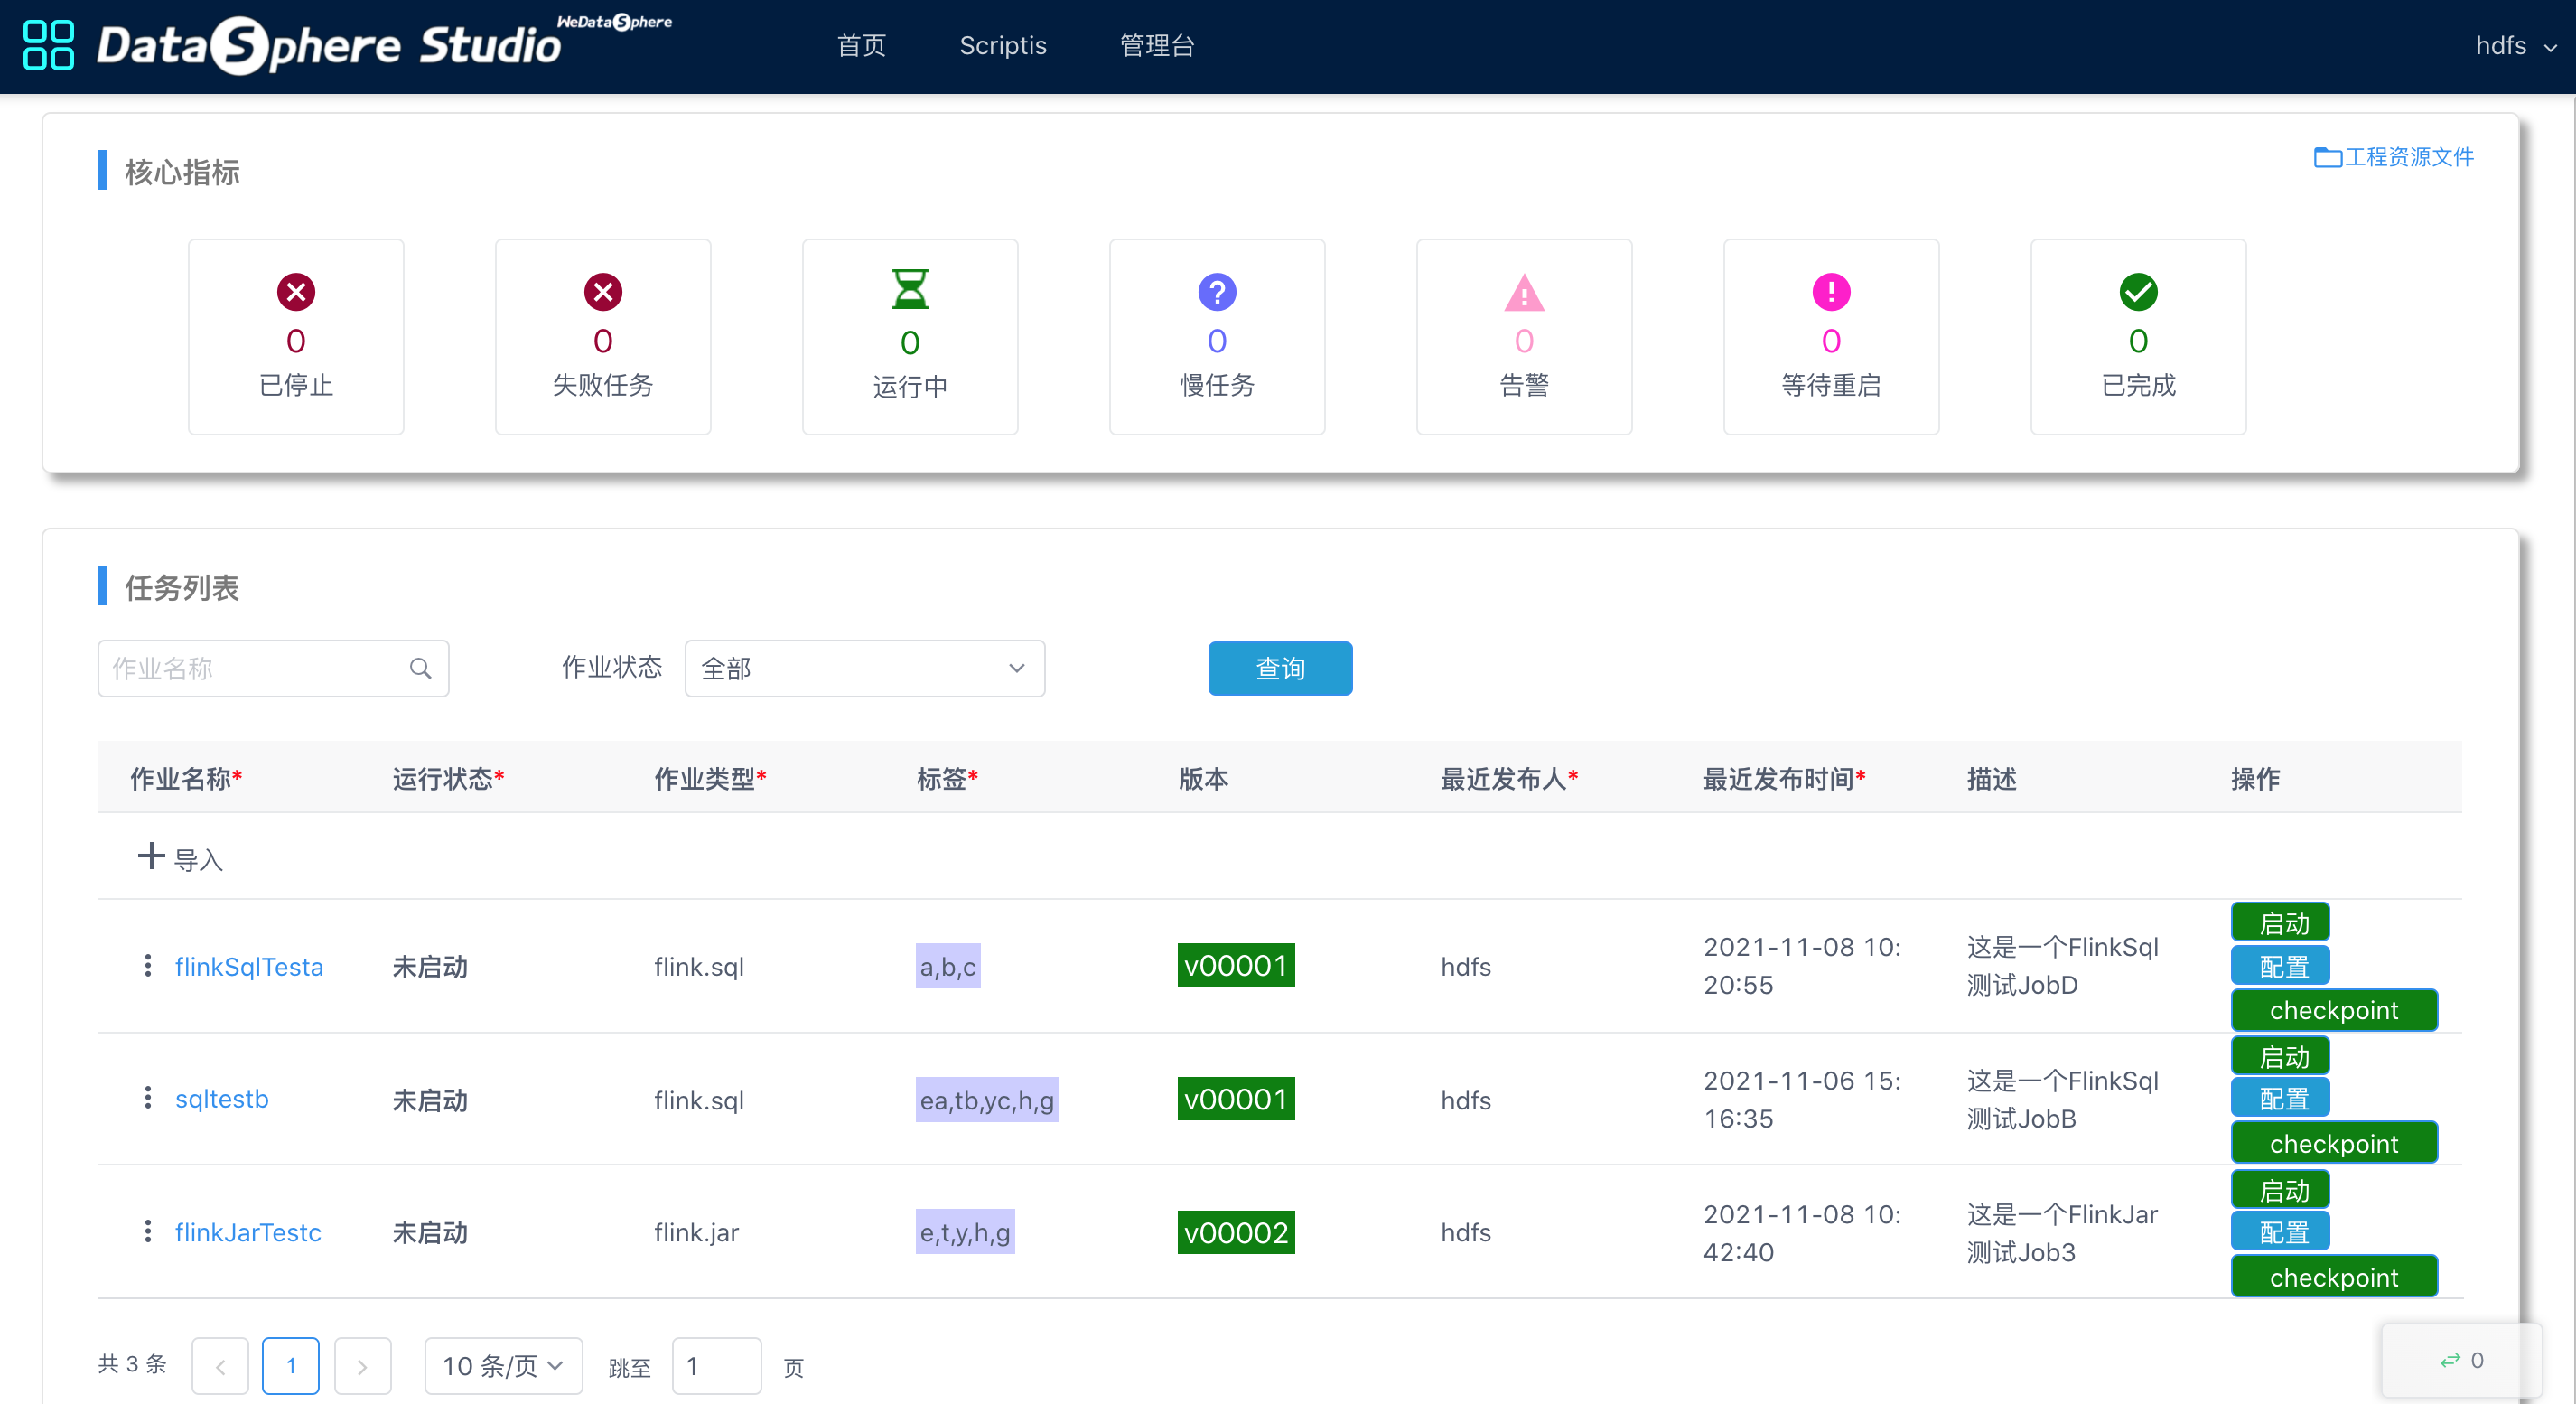 DataSphere Studio WeDataSphere
首页 Scriptis 管理台 hdfs
核心指标 工程资源文件
0 0 0 0 0 0 0
已停止 失败任务 运行中 慢任务 告警 等待重启 已完成
任务列表
作业名称 作业状态 全部 查询
作业名称* 运行状态* 作业类型* 标签* 版本 最近发布人* 最近发布时间* 描述 操作
导入
flinkSqlTesta 未启动 flink.sql a,b,c v00001 hdfs 2021-11-08 10:20:55 这是一个FlinkSql测试JobD 启动 配置 checkpoint
sqltestb 未启动 flink.sql ea,tb,yc,h,g v00001 hdfs 2021-11-06 15:16:35 这是一个FlinkSql测试JobB 启动 配置 checkpoint
flinkJarTestc 未启动 flink.jar e,t,y,h,g v00002 hdfs 2021-11-08 10:42:40 这是一个FlinkJar测试Job3 启动 配置 checkpoint
共 3 条 1 10 条/页 跳至 1 页
0